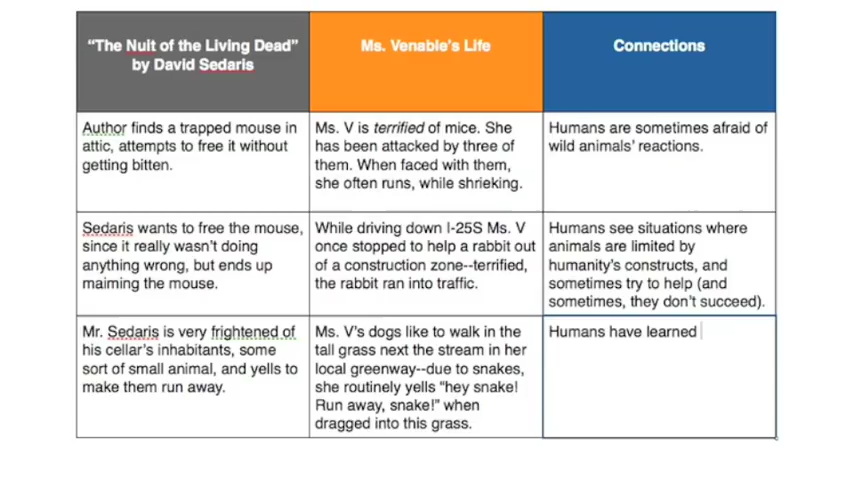 “The Nuit of the Living Dead”
by David Sedaris
Ms. Venable’s Life
Connections
Author finds a trapped mouse in
attic, attempts to free it without
getting bitten.
Ms. V is terrified of mice. She
has been attacked by three of
them. When faced with them,
she often runs, while shrieking.
Humans are sometimes afraid of
wild animals’ reactions.
Sedaris wants to free the mouse,
since it really wasn’t doing
anything wrong, but ends up
maiming the mouse.
While driving down I-25S Ms. V
once stopped to help a rabbit out
of a construction zone--terrified,
the rabbit ran into traffic.
Humans see situations where
animals are limited by
humanity’s constructs, and
sometimes try to help (and
sometimes, they don’t succeed).
Mr. Sedaris is very frightened of
his cellar’s inhabitants, some
sort of small animal, and yells to
make them run away.
Ms. V’s dogs like to walk in the
tall grass next the stream in her
local greenway--due to snakes,
she routinely yells “hey snake!
Run away, snake!” when
dragged into this grass.
Humans have learned